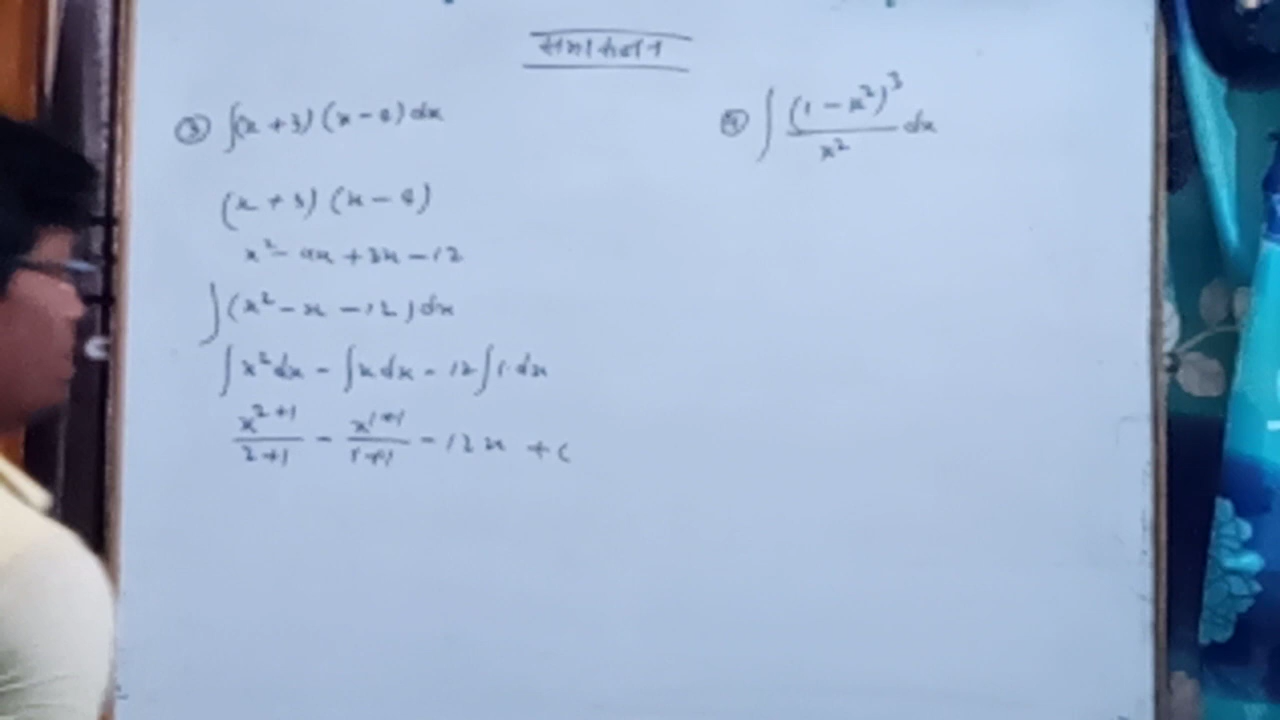 समाकलन
③ ∫(x+3)(x-4)dx
(x+3)(x-4)
x²-4x+3x-12
∫(x²-x-12)dx
∫x²dx - ∫xdx - 12∫1.dx
x²⁺¹/2+1 - x¹⁺¹/1+1 - 12x + c
④ ∫(1-x²)³/x² dx